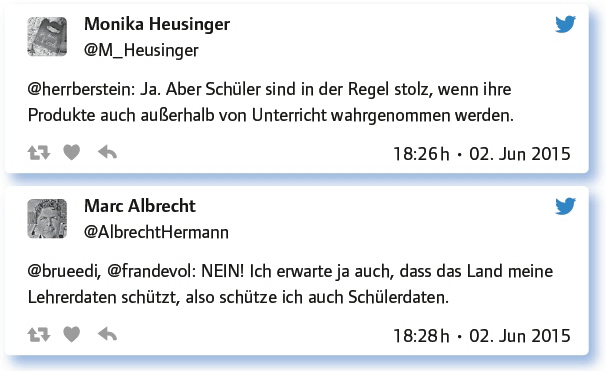 Monika Heusinger
@M_Heusinger
@herrberstein: Ja. Aber Schüler sind in der Regel stolz, wenn ihre
Produkte auch außerhalb von Unterricht wahrgenommen werden.
18:26h · 02. Jun 2015
Marc Albrecht
@AlbrechtHermann
@brueedi, @frandevol: NEIN! Ich erwarte ja auch, dass das Land meine
Lehrerdaten schützt, also schütze ich auch Schülerdaten.
18:28h · 02. Jun 2015